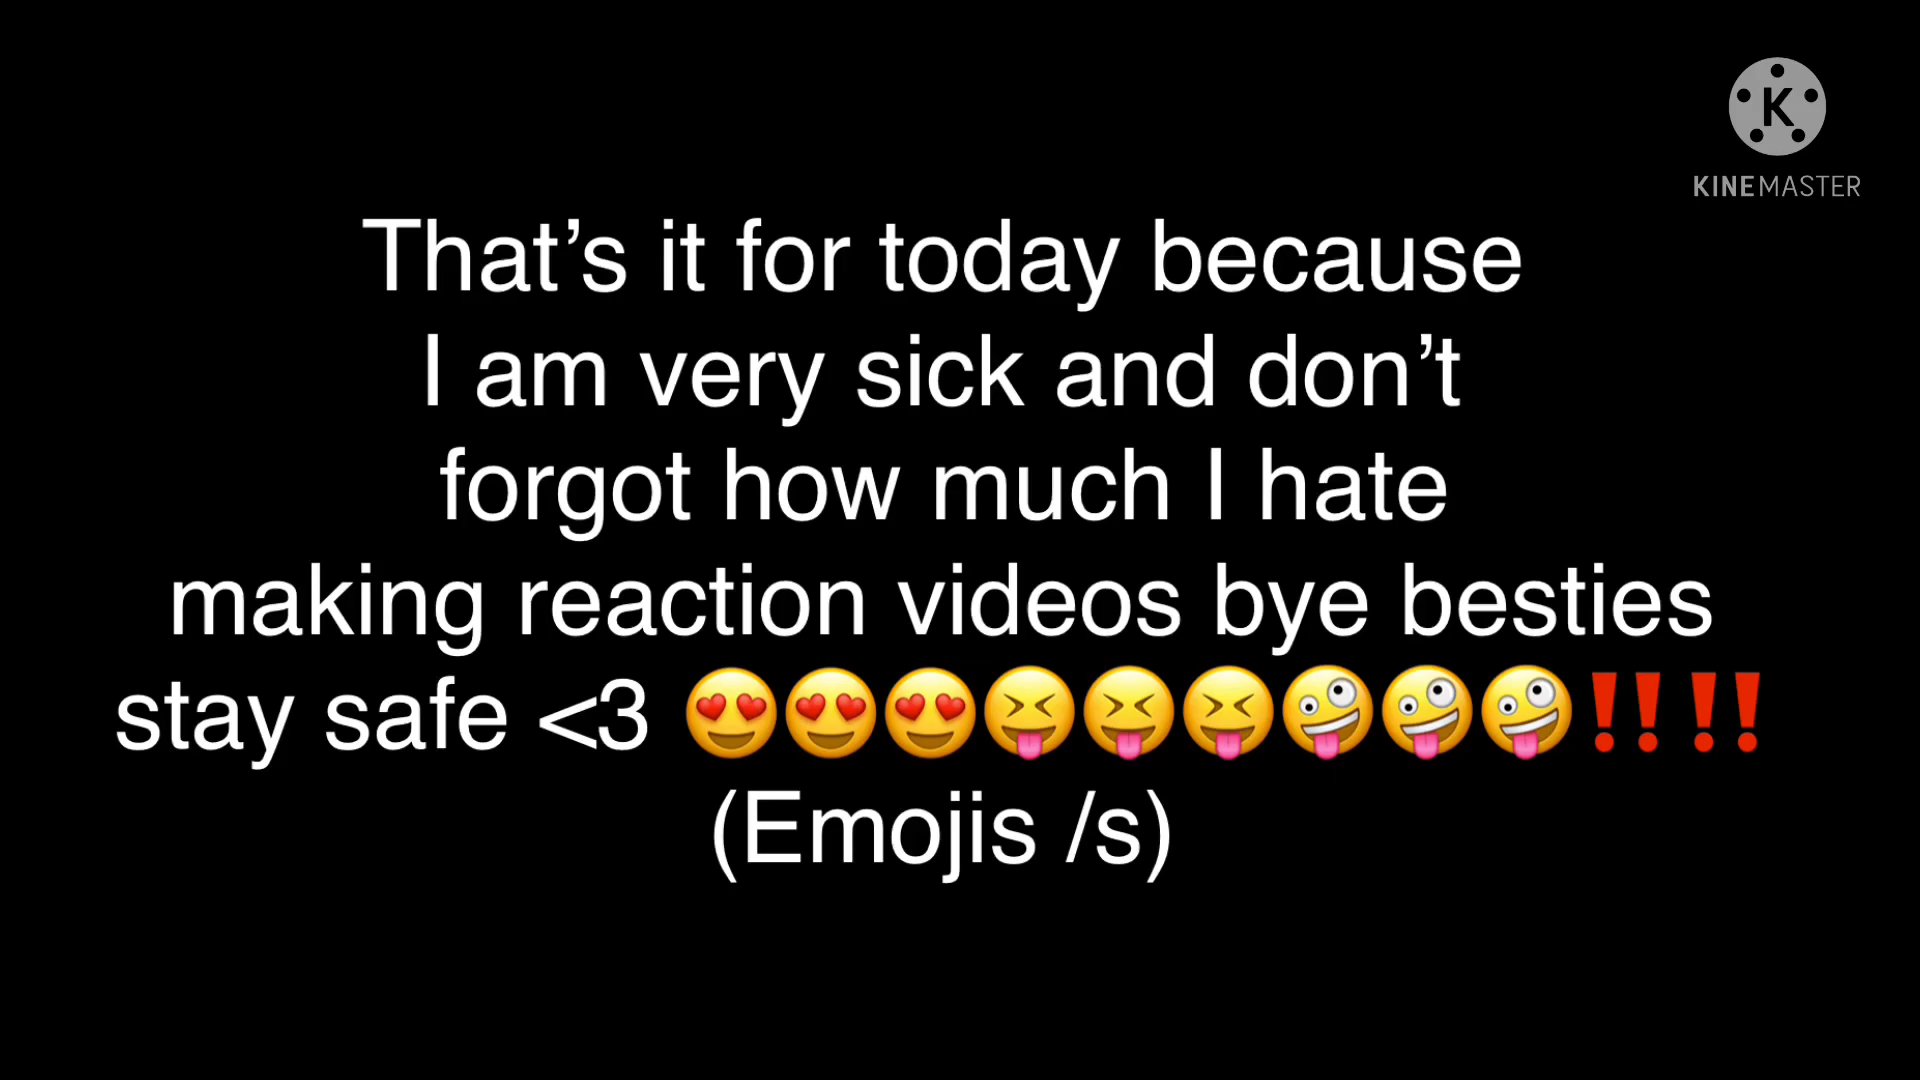 K
KINEMASTER
That’s it for today because
I am very sick and don’t
forgot how much I hate
making reaction videos bye besties
stay safe <3 😍😍😍😝😝😝🤪🤪🤪‼️‼️
(Emojis /s)